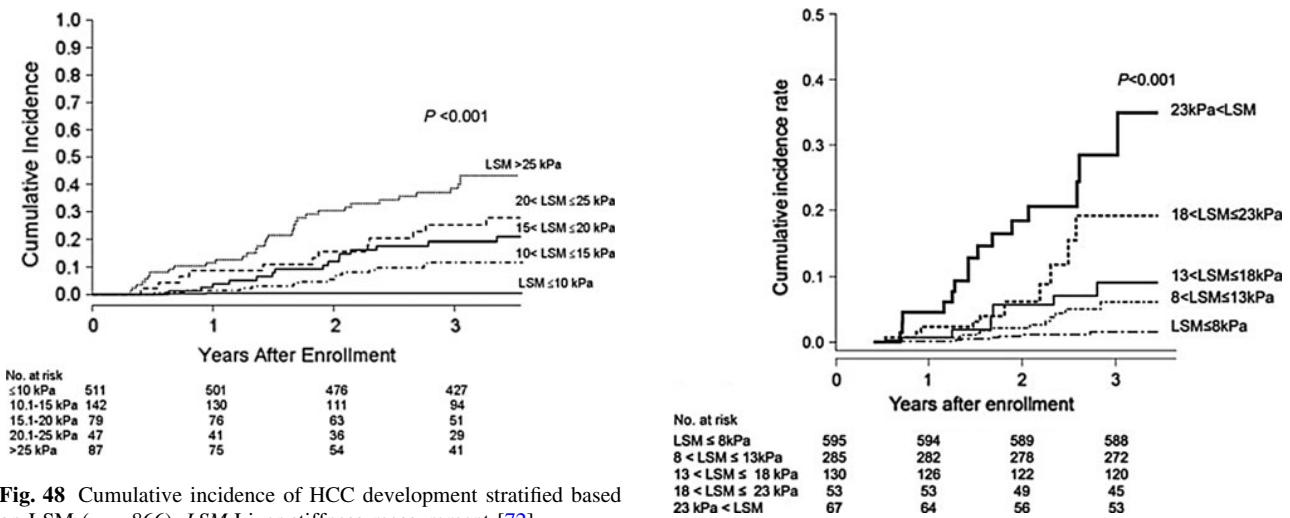 1.0
0.9
0.8
0.7
0.6
0.5
0.4
0.3
0.2
0.1
0.0
Cumulative Incidence
P <0.001
LSM >25 kPa
20< LSM ≤25 kPa
15< LSM ≤20 kPa
10< LSM ≤15 kPa
LSM ≤10 kPa
0 1 2 3
Years After Enrollment
No. at risk
≤10 kPa 511 501 476 427
10.1-15 kPa 142 130 111 94
15.1-20 kPa 79 76 63 51
20.1-25 kPa 47 41 36 29
>25 kPa 87 75 54 41
Fig. 48 Cumulative incidence of HCC development stratified based
LSM 866). LSM Liver stiffness measurement [72]
0.5
0.4
0.3
0.2
0.1
0.0
Cumulative incidence rate
P<0.001
23kPa<LSM
18<LSM≤23kPa
13<LSM≤18kPa
8<LSM≤13kPa
LSM≤8kPa
0 1 2 3
Years after enrollment
No. at risk
LSM ≤ 8kPa 595 594 589 588
8 < LSM ≤ 13kPa 285 282 278 272
13 < LSM ≤ 18 kPa 130 126 122 120
18 < LSM ≤ 23 kPa 53 53 49 45
23 kPa < LSM 67 64 56 53